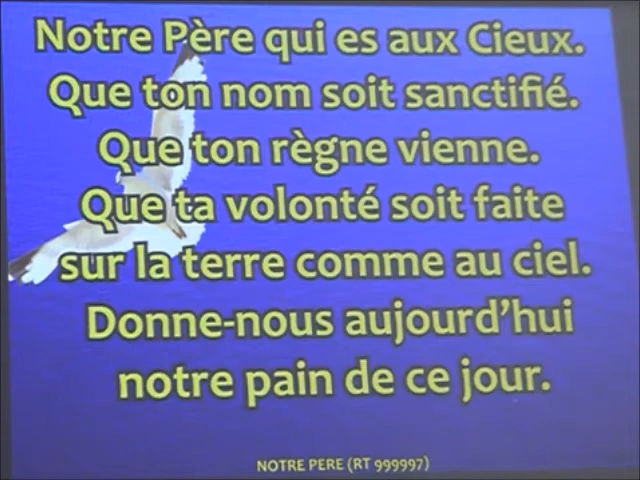 Notre Père qui es aux Cieux.
Que ton nom soit sanctifié.
Que ton règne vienne.
Que ta volonté soit faite
sur la terre comme au ciel.
Donne-nous aujourd'hui
notre pain de ce jour.
NOTRE PERE (RT 999997)